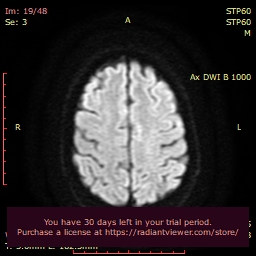 Im: 19/48
Se: 3
STP60
STP60
M
A
Ax DWI B 1000
R
L
You have 30 days left in your trial period.
Purchase a license at https://radiantviewer.com/store/